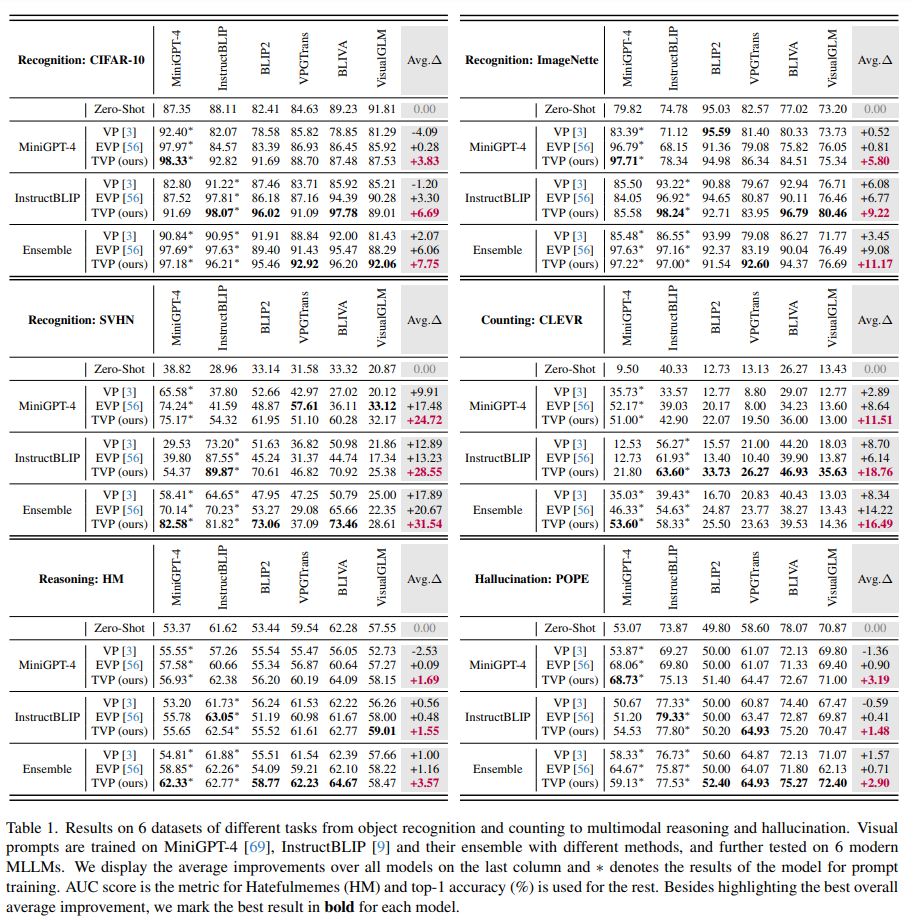 Recognition: CIFAR-10 MiniGPT-4 InstructBLIP BLIP2 VPGTrans BLIVA VisualGLM Avg.Δ
Zero-Shot 87.35 88.11 82.41 84.63 89.23 91.81 0.00
VP [3] 92.40* 82.07 78.58 85.82 78.85 81.29 -4.09
MiniGPT-4 EVP [56] 97.97* 84.57 83.39 86.93 86.45 85.92 +0.28
TVP (ours) 98.33* 92.82 91.69 88.70 87.48 87.53 +3.83
VP [3] 82.80 91.22* 87.46 83.71 85.92 85.21 -1.20
InstructBLIP EVP [56] 87.52 97.81* 86.18 87.16 94.39 90.28 +3.30
TVP (ours) 91.69 98.07* 96.02 91.09 97.78 89.01 +6.69
VP [3] 90.84* 90.95* 91.91 88.84 92.00 81.43 +2.07
Ensemble EVP [56] 97.69* 97.63* 89.40 91.43 95.47 88.29 +6.06
TVP (ours) 97.18* 96.21* 95.46 92.92 96.20 92.06 +7.75
Recognition: ImageNette MiniGPT-4 InstructBLIP BLIP2 VPGTrans BLIVA VisualGLM Avg.Δ
Zero-Shot 79.82 74.78 95.03 82.57 77.02 73.20 0.00
VP [3] 83.39* 71.12 95.59 81.40 80.33 73.73 +0.52
MiniGPT-4 EVP [56] 96.79* 68.15 91.36 79.08 75.82 76.05 +0.81
TVP (ours) 97.71* 78.34 94.98 86.34 84.51 75.34 +5.80
VP [3] 85.50 93.22* 90.88 79.67 92.94 76.71 +6.08
InstructBLIP EVP [56] 84.05 96.92* 94.65 80.87 90.11 76.46 +6.77
TVP (ours) 85.58 98.24* 92.71 83.95 96.79 80.46 +9.22
VP [3] 85.48* 86.55* 93.99 79.08 86.27 71.77 +3.45
Ensemble EVP [56] 97.63* 97.16* 92.37 83.19 90.04 76.49 +9.08
TVP (ours) 97.22* 97.00* 91.54 92.60 94.37 76.69 +11.17
Recognition: SVHN MiniGPT-4 InstructBLIP BLIP2 VPGTrans BLIVA VisualGLM Avg.Δ
Zero-Shot 38.82 28.96 33.14 31.58 33.32 20.87 0.00
VP [3] 65.58* 37.80 52.66 42.97 27.02 20.12 +9.91
MiniGPT-4 EVP [56] 74.24* 41.59 48.87 57.61 36.11 33.12 +17.48
TVP (ours) 75.17* 54.32 61.95 51.10 60.28 32.17 +24.72
VP [3] 29.53 73.20* 51.63 36.82 50.98 21.86 +12.89
InstructBLIP EVP [56] 39.80 87.55* 45.24 31.37 44.74 17.34 +13.23
TVP (ours) 54.37 89.87* 70.61 46.82 70.92 25.38 +28.55
VP [3] 58.41* 64.65* 47.95 47.25 50.79 25.00 +17.89
Ensemble EVP [56] 70.14* 70.23* 53.27 29.08 65.66 22.35 +20.67
TVP (ours) 82.58* 81.82* 73.06 37.09 73.46 28.61 +31.54
Counting: CLEVR MiniGPT-4 InstructBLIP BLIP2 VPGTrans BLIVA VisualGLM Avg.Δ
Zero-Shot 9.50 40.33 12.73 13.13 26.27 13.43 0.00
VP [3] 35.73* 33.57 12.77 8.80 29.07 12.77 +2.89
MiniGPT-4 EVP [56] 52.17* 39.03 20.17 8.00 34.23 13.60 +8.64
TVP (ours) 51.00* 42.90 22.07 19.50 36.00 13.00 +11.51
VP [3] 12.53 56.27* 15.57 21.00 44.20 18.03 +8.70
InstructBLIP EVP [56] 12.73 61.93* 13.40 10.40 39.90 13.87 +6.14
TVP (ours) 21.80 63.60* 33.73 26.27 46.93 35.63 +18.76
VP [3] 35.03* 39.43* 16.70 20.83 40.43 13.03 +8.34
Ensemble EVP [56] 46.33* 54.63* 24.87 23.77 38.27 13.43 +14.22
TVP (ours) 53.60* 58.33* 25.50 23.63 39.53 14.36 +16.49
Reasoning: HM MiniGPT-4 InstructBLIP BLIP2 VPGTrans BLIVA VisualGLM Avg.Δ
Zero-Shot 53.37 61.62 53.44 59.54 62.28 57.55 0.00
VP [3] 55.55* 57.26 55.54 55.47 56.05 52.73 -2.53
MiniGPT-4 EVP [56] 57.58* 60.66 55.34 56.87 60.64 57.27 +0.09
TVP (ours) 56.93* 62.38 56.20 60.19 64.09 58.15 +1.69
VP [3] 53.20 61.73* 56.24 61.53 62.22 56.26 +0.56
InstructBLIP EVP [56] 55.78 63.05* 51.19 60.98 61.67 58.00 +0.48
TVP (ours) 55.65 62.54* 55.52 61.61 62.77 59.01 +1.55
VP [3] 54.81* 61.88* 55.51 61.54 62.39 57.66 +1.00
Ensemble EVP [56] 58.85* 62.26* 54.09 59.21 62.10 58.22 +1.16
TVP (ours) 62.33* 62.77* 58.77 62.23 64.67 58.47 +3.57
Hallucination: POPE MiniGPT-4 InstructBLIP BLIP2 VPGTrans BLIVA VisualGLM Avg.Δ
Zero-Shot 53.07 73.87 49.80 58.60 78.07 70.87 0.00
VP [3] 53.87* 69.27 50.00 61.07 72.13 69.80 -1.36
MiniGPT-4 EVP [56] 68.06* 69.80 50.00 61.07 71.33 69.40 +0.90
TVP (ours) 68.73* 75.13 51.40 64.47 72.67 71.00 +3.19
VP [3] 50.67 77.33* 50.00 60.87 74.40 67.47 -0.59
InstructBLIP EVP [56] 51.20 79.33* 50.00 63.47 72.87 69.87 +0.41
TVP (ours) 54.53 77.80* 50.20 64.93 75.20 70.47 +1.48
VP [3] 58.33* 76.73* 50.60 64.87 72.13 71.07 +1.57
Ensemble EVP [56] 64.67* 75.87* 50.00 64.07 71.80 62.13 +0.71
TVP (ours) 59.13* 77.53* 52.40 64.93 75.27 72.40 +2.90
Table 1. Results on 6 datasets of different tasks from object recognition and counting to multimodal reasoning and hallucination. Visual
prompts are trained on MiniGPT-4 [69], InstructBLIP [9] and their ensemble with different methods, and further tested on 6 modern
MLLMs. We display the average improvements over all models on the last column and * denotes the results of the model for prompt
training. AUC score is the metric for Hatefulmemes (HM) and top-1 accuracy (%) is used for the rest. Besides highlighting the best overall
average improvement, we mark the best result in bold for each model.